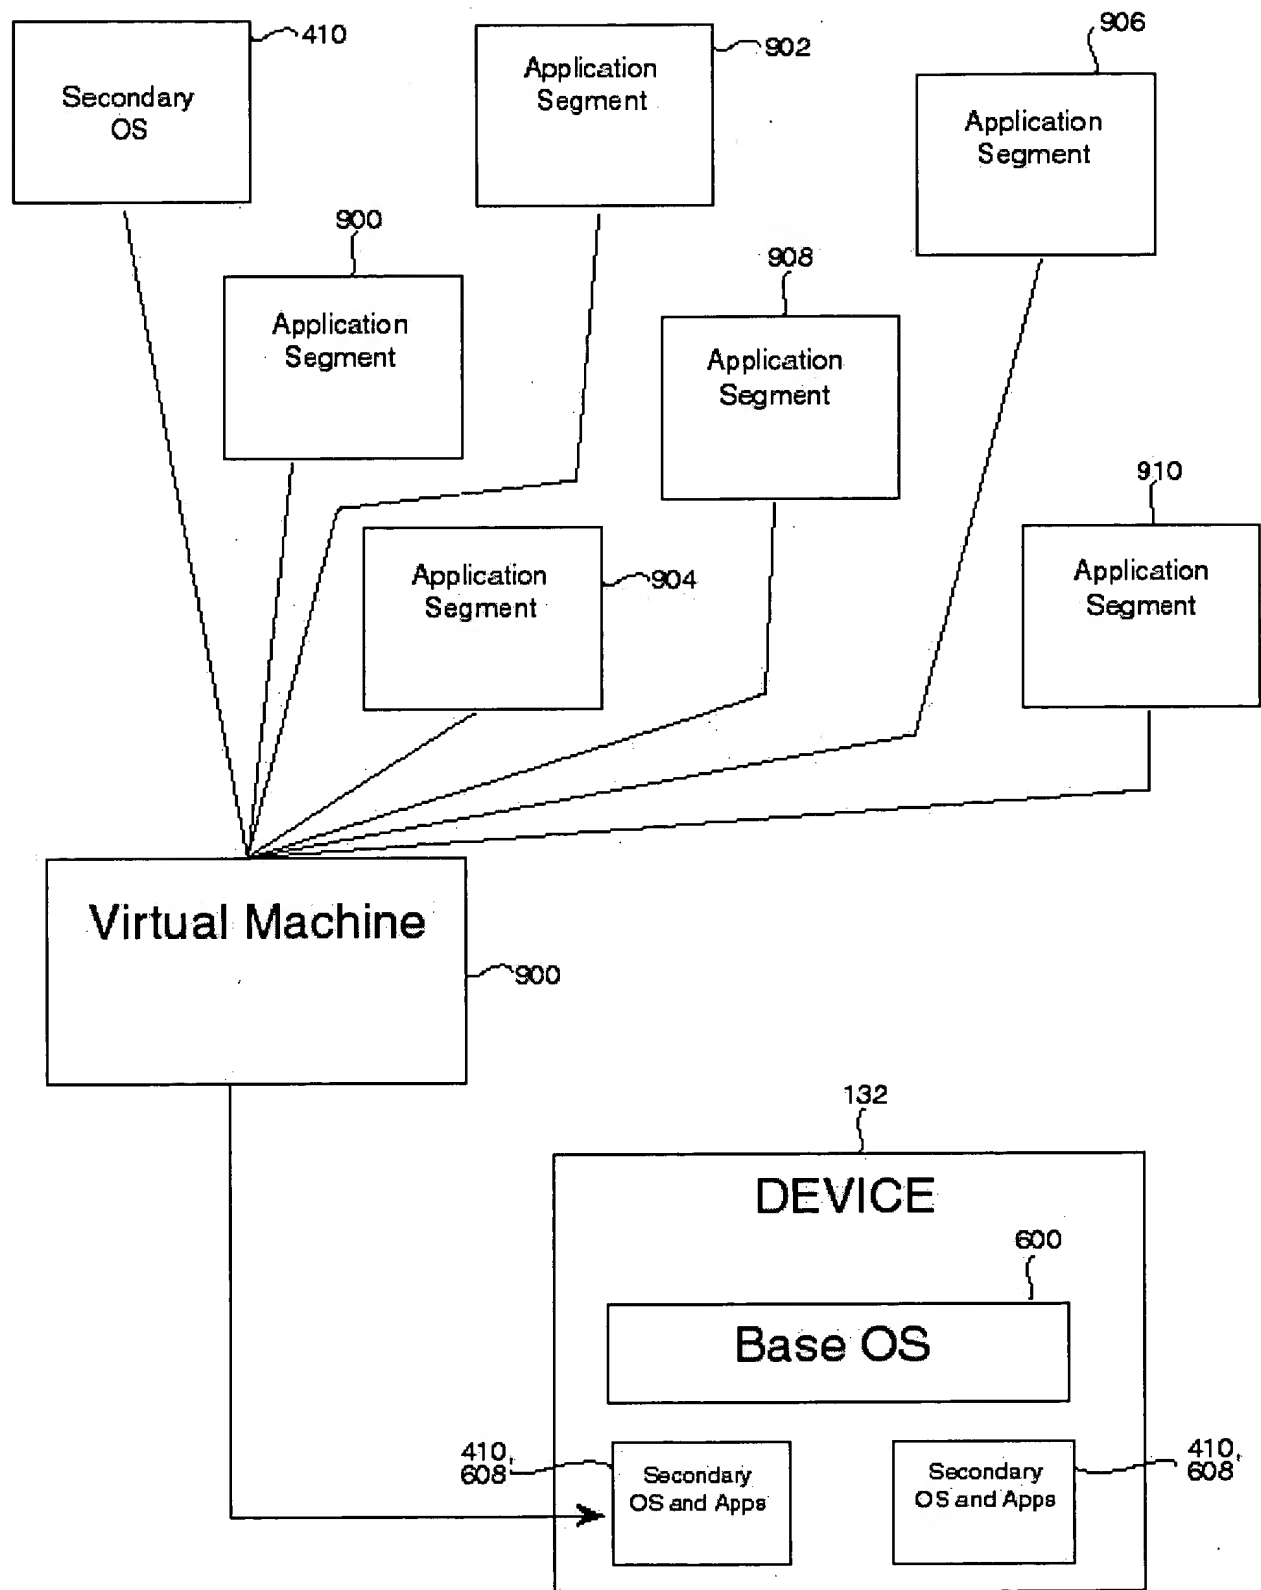 410
902
906
Secondary
OS
Application
Segment
Application
Segment
900
Application
Segment
908
Application
Segment
910
Application
Segment
904
Application
Segment
Virtual Machine
900
132
DEVICE
600
Base OS
410,
608
Secondary
OS and Apps
Secondary
OS and Apps
410,
608